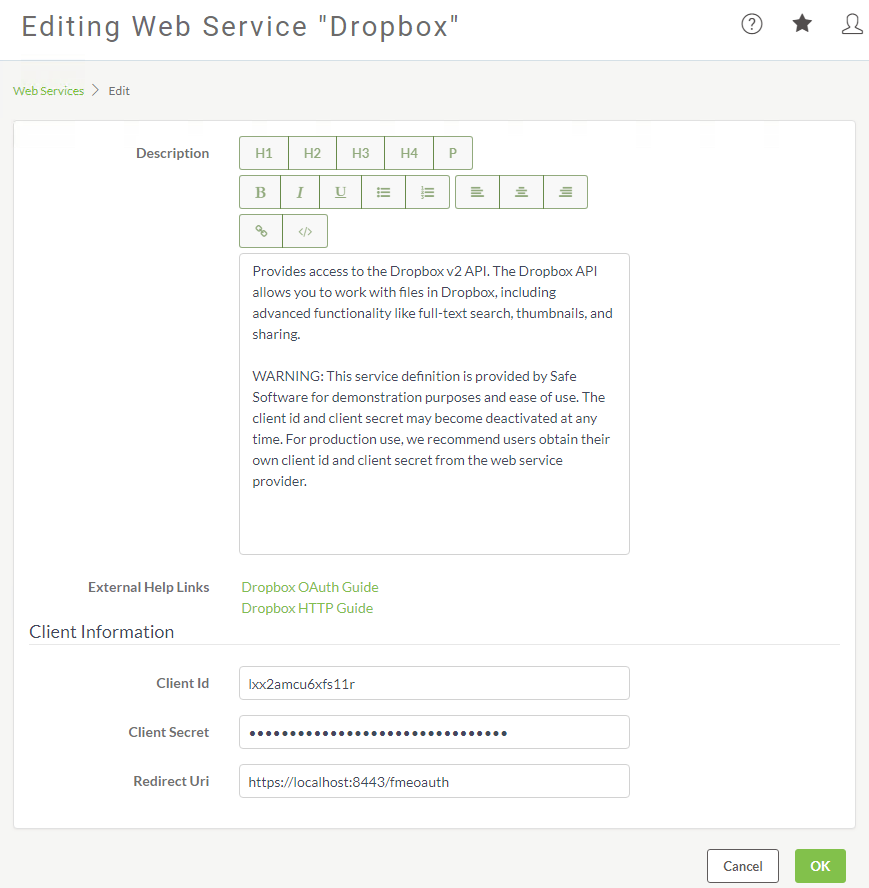 Editing Web Service "Dropbox"
Web Services > Edit
Description
H1 H2 H3 H4 P
B I U
</>
Provides access to the Dropbox v2 API. The Dropbox API
allows you to work with files in Dropbox, including
advanced functionality like full-text search, thumbnails, and
sharing.
WARNING: This service definition is provided by Safe
Software for demonstration purposes and ease of use. The
client id and client secret may become deactivated at any
time. For production use, we recommend users obtain their
own client id and client secret from the web service
provider.
External Help Links
Dropbox OAuth Guide
Dropbox HTTP Guide
Client Information
Client Id lxx2amcu6xfs11r
Client Secret ••••••••••••••••••••••••••••••••
Redirect Uri https://localhost:8443/fmeoauth
Cancel OK